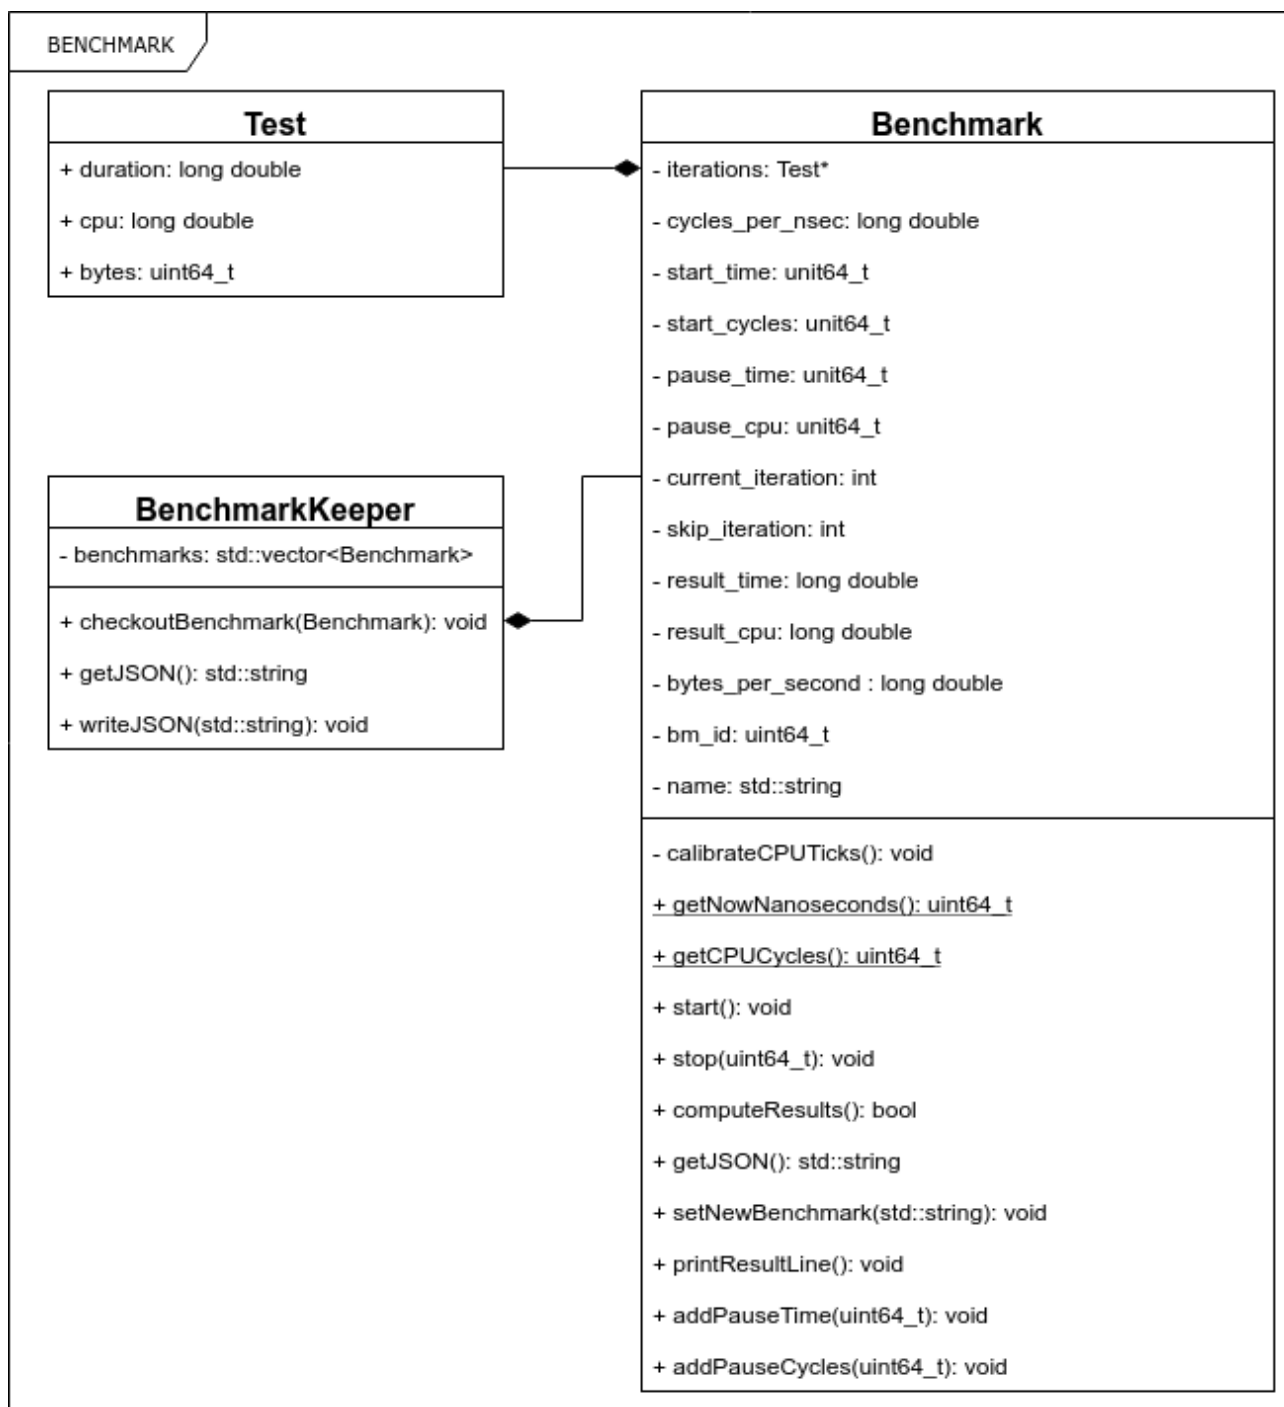 BENCHMARK
Test
+ duration: long double
+ cpu: long double
+ bytes: uint64_t
BenchmarkKeeper
- benchmarks: std::vector<Benchmark>
+ checkoutBenchmark(Benchmark): void
+ getJSON(): std::string
+ writeJSON(std::string): void
Benchmark
- iterations: Test*
- cycles_per_nsec: long double
- start_time: unit64_t
- start_cycles: unit64_t
- pause_time: unit64_t
- pause_cpu: unit64_t
- current_iteration: int
- skip_iteration: int
- result_time: long double
- result_cpu: long double
- bytes_per_second : long double
- bm_id: uint64_t
- name: std::string
- calibrateCPUTicks(): void
+ getNowNanoseconds(): uint64_t
+ getCPUCycles(): uint64_t
+ start(): void
+ stop(uint64_t): void
+ computeResults(): bool
+ getJSON(): std::string
+ setNewBenchmark(std::string): void
+ printResultLine(): void
+ addPauseTime(uint64_t): void
+ addPauseCycles(uint64_t): void